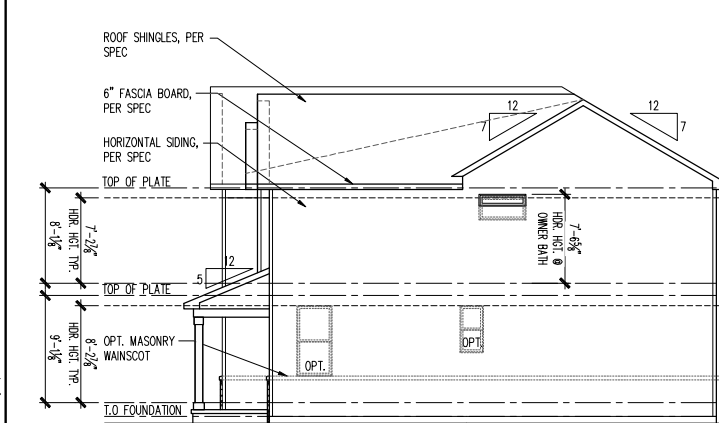 ROOF SHINGLES, PER
SPEC
6" FASCIA BOARD,
PER SPEC
HORIZONTAL SIDING,
PER SPEC
12
7
12
7
TOP OF PLATE
8'-1⅛"
HDR. HGT. TYP.
7'-2⅞"
HDR. HGT. @
OWNER BATH
7'-6⅝"
12
5
TOP OF PLATE
9'-1⅛"
HDR. HGT. TYP.
8'-2⅞"
OPT. MASONRY
WAINSCOT
OPT.
OPT.
T.O FOUNDATION